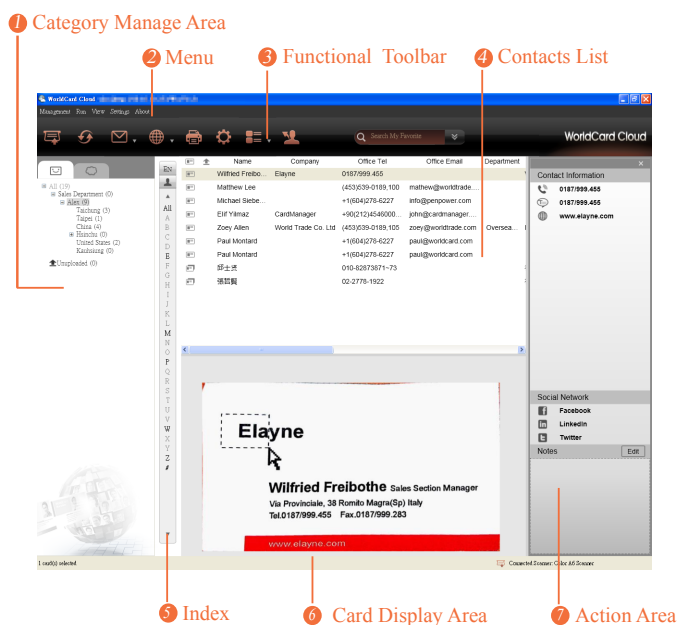 1 Category Manage Area
2 Menu
3 Functional Toolbar
4 Contacts List
WorldCard Cloud
Management Run View Settings About
Search My Favorite
WorldCard Cloud
All (19)
Sales Department (0)
Alex (9)
Taichung (3)
Taipei (1)
China (4)
Hsinchu (0)
United States (2)
Kaohsiung (0)
Unuploaded (0)
EN
All
A
B
C
D
E
F
G
H
I
J
K
L
M
N
O
P
Q
R
S
T
U
V
W
X
Y
Z
#
Name Company Office Tel Office Email Department
Wilfried Freibo... Elayne 0187/999.455
Matthew Lee (453)539-0189,100 mathew@worldtrade....
Michael Siebe... +1(604)278-6227 info@penpower.com
Elif Yilmaz CardManager +90(212)4546000... john@cardmanager....
Zoey Allen World Trade Co. Ltd (453)539-0189,105 zoey@worldtrade.com Oversea...
Paul Montard +1(604)278-6227 paul@worldcard.com
Paul Montard +1(604)278-6227 paul@worldcard.com
010-82873871~73
02-2778-1922
Contact Information
0187/999.455
0187/999.455
www.elayne.com
Social Network
Facebook
LinkedIn
Twitter
Notes Edit
Elayne
Wilfried Freibothe Sales Section Manager
Via Provinciale, 38 Romito Magra(Sp) Italy
Tel.0187/999.455 Fax.0187/999.283
www.elayne.com
1 card(s) selected
Connected Scanner: Color A6 Scanner
5 Index
6 Card Display Area
7 Action Area